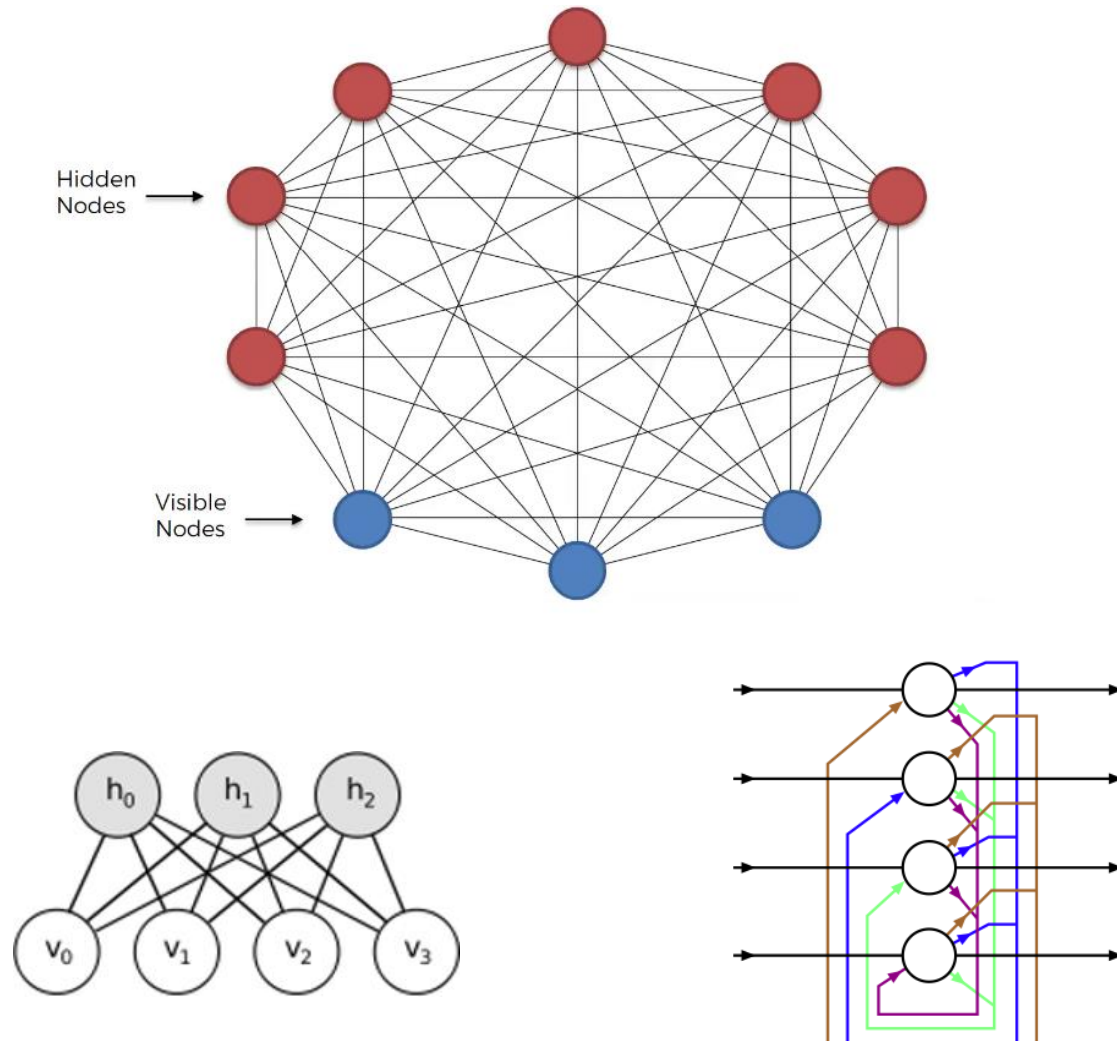 Hidden
Nodes
Visible
Nodes
h₀ h₁ h₂
v₀ v₁ v₂ v₃